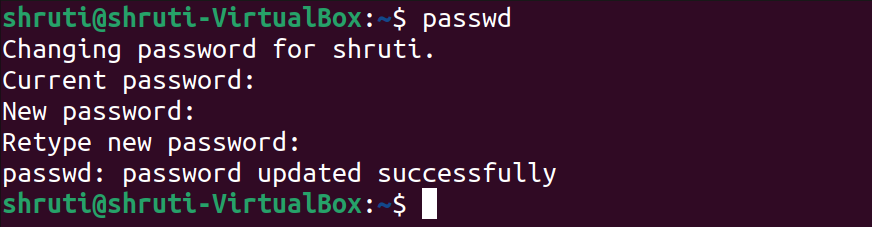 shruti@shruti-VirtualBox:~$ passwd
Changing password for shruti.
Current password:
New password:
Retype new password:
passwd: password updated successfully
shruti@shruti-VirtualBox:~$